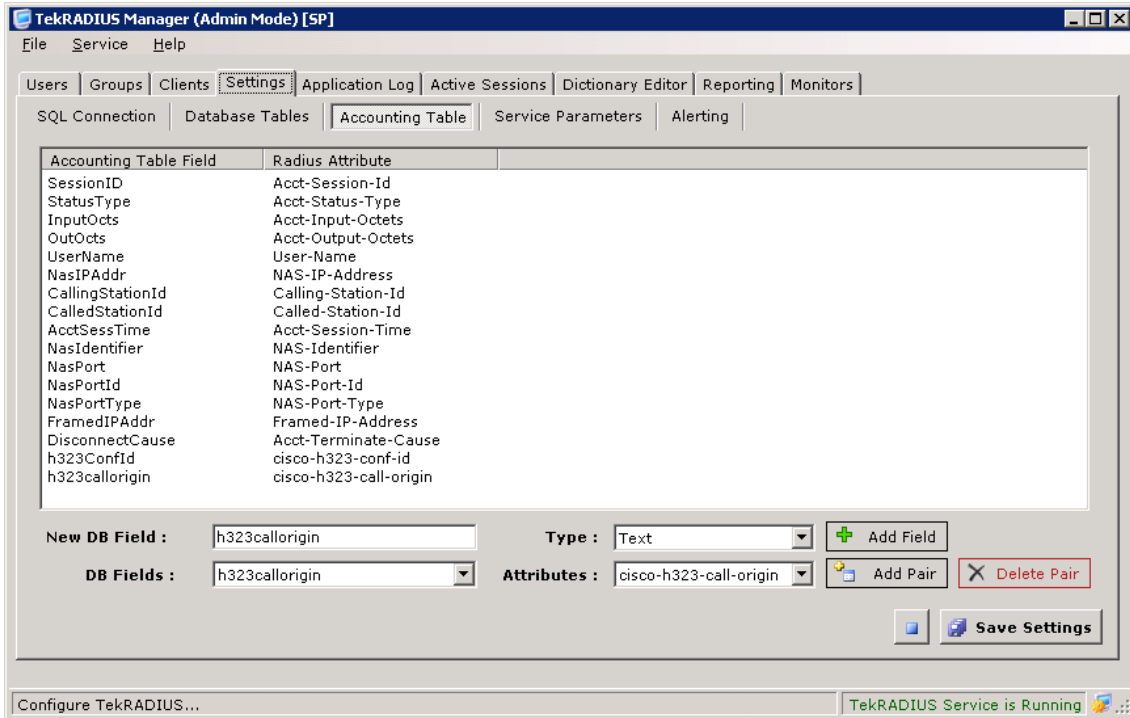 TekRADIUS Manager (Admin Mode) [SP]
File Service Help
Users Groups Clients Settings Application Log Active Sessions Dictionary Editor Reporting Monitors
SQL Connection Database Tables Accounting Table Service Parameters Alerting
Accounting Table Field Radius Attribute
SessionID Acct-Session-Id
StatusType Acct-Status-Type
InputOcts Acct-Input-Octets
OutOcts Acct-Output-Octets
UserName User-Name
NasIPAddr NAS-IP-Address
CallingStationId Calling-Station-Id
CalledStationId Called-Station-Id
AcctSessTime Acct-Session-Time
NasIdentifier NAS-Identifier
NasPort NAS-Port
NasPortId NAS-Port-Id
NasPortType NAS-Port-Type
FramedIPAddr Framed-IP-Address
DisconnectCause Acct-Terminate-Cause
h323ConfId cisco-h323-conf-id
h323callorigin cisco-h323-call-origin
New DB Field : h323callorigin Type : Text Add Field
DB Fields : h323callorigin Attributes : cisco-h323-call-origin Add Pair Delete Pair
Save Settings
Configure TekRADIUS... TekRADIUS Service is Running